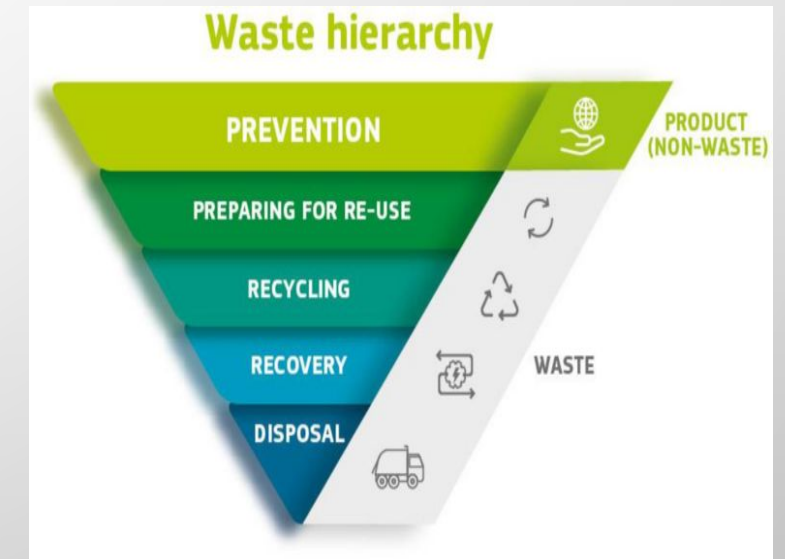 Waste hierarchy
PREVENTION
PRODUCT
(NON-WASTE)
PREPARING FOR RE-USE
RECYCLING
RECOVERY
WASTE
DISPOSAL